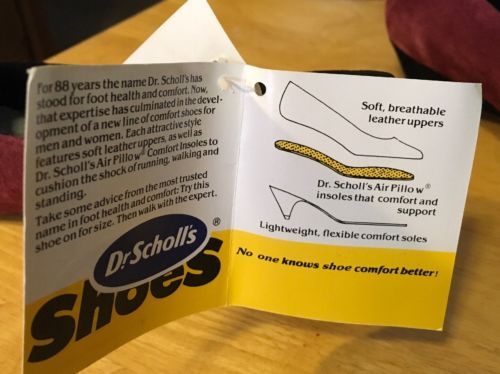 For 88 years the name Dr. Scholl's has
stood for foot health and comfort. Now,
that expertise has culminated in the devel-
opment of a new line of comfort shoes for
men and women. Each attractive style
features soft leather uppers, as well as
Dr. Scholl's Air Pillow® Comfort Insoles to
cushion the shock of running, walking and
standing.
Take some advice from the most trusted
name in foot health and comfort: Try this
shoe on for size. Then walk with the expert.
Dr Scholl's®
Shoes
Soft, breathable
leather uppers
Dr. Scholl's Air Pillow®
insoles that comfort and
support
Lightweight, flexible comfort soles
No one knows shoe comfort better!